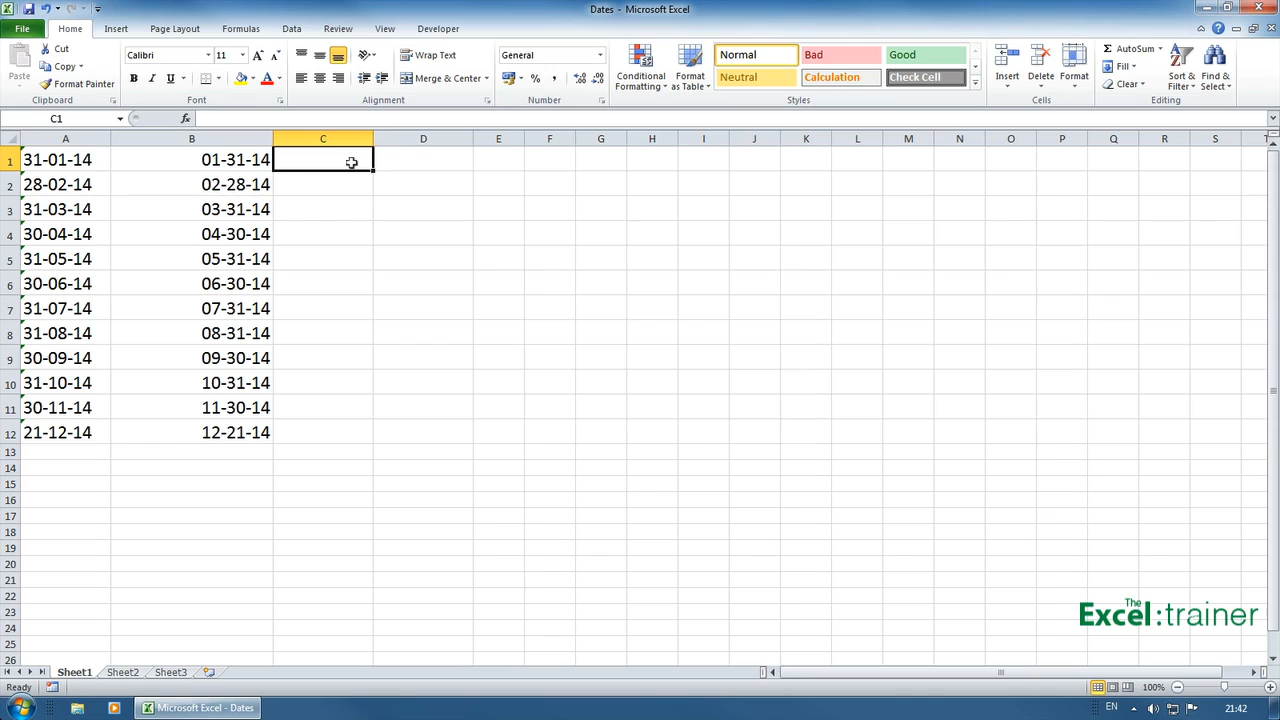 Dates - Microsoft Excel
File Home Insert Page Layout Formulas Data Review View Developer
Paste
Cut
Copy
Format Painter
Clipboard
Calibri 11
B I U
Font
Wrap Text
Merge & Center
Alignment
General
Number
Conditional Formatting
Format as Table
Normal Bad Good
Neutral Calculation Check Cell
Styles
Insert Delete Format
Cells
AutoSum
Fill
Clear
Sort & Filter
Find & Select
Editing
C1 fx
A B C D E F G H I J K L M N O P Q R S
1 31-01-14 01-31-14
2 28-02-14 02-28-14
3 31-03-14 03-31-14
4 30-04-14 04-30-14
5 31-05-14 05-31-14
6 30-06-14 06-30-14
7 31-07-14 07-31-14
8 31-08-14 08-31-14
9 30-09-14 09-30-14
10 31-10-14 10-31-14
11 30-11-14 11-30-14
12 21-12-14 12-21-14
13
14
15
16
17
18
19
20
21
22
23
24
25
26
The
Excel:trainer
Sheet1 Sheet2 Sheet3
Ready 100%
Microsoft Excel - Dates EN 21:42